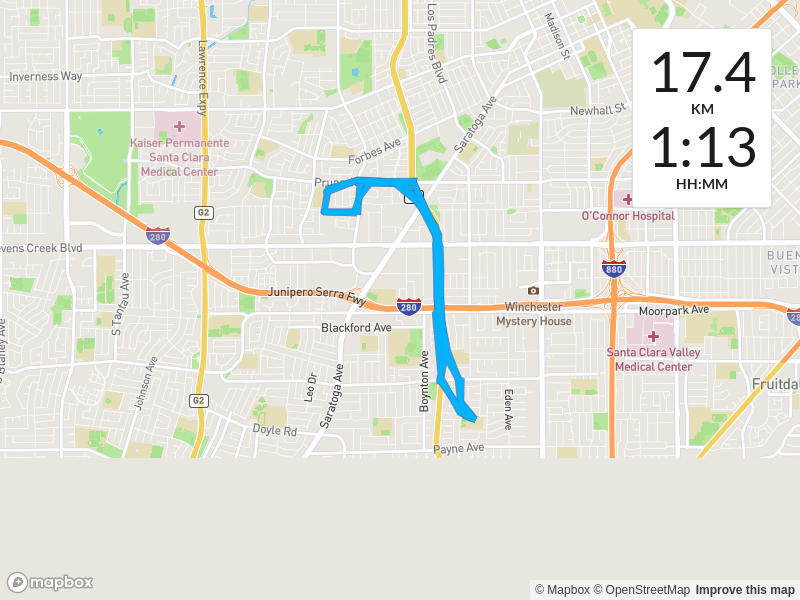 17.4
KM
1:13
HH:MM
Inverness Way
Lawrence Expy
Los Padres Blvd
Madison St
Newhall St
Saratoga Ave
Forbes Ave
Kaiser Permanente
Santa Clara
Medical Center
Prune
O'Connor Hospital
G2
280
evens Creek Blvd
880
BUEN
VIST
S Tantau Ave
Junipero Serra Fwy
280
Winchester
Mystery House
Moorpark Ave
28
Blackford Ave
S Blaney Ave
Johnson Ave
Santa Clara Valley
Medical Center
Leo Dr
Saratoga Ave
Boynton Ave
Eden Ave
Fruitdal
G2
Doyle Rd
Payne Ave
mapbox
© Mapbox © OpenStreetMap Improve this map